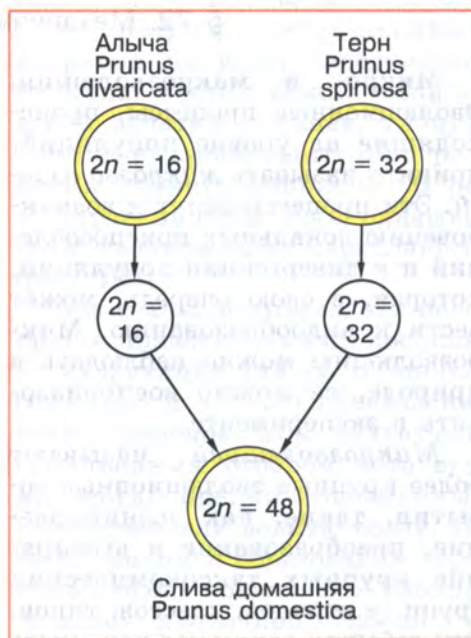 Алыча
Prunus
divaricata
Терн
Prunus
spinosa
2n = 16
2n = 32
2n =
16
2n =
32
2n = 48
Слива домашняя
Prunus domestica